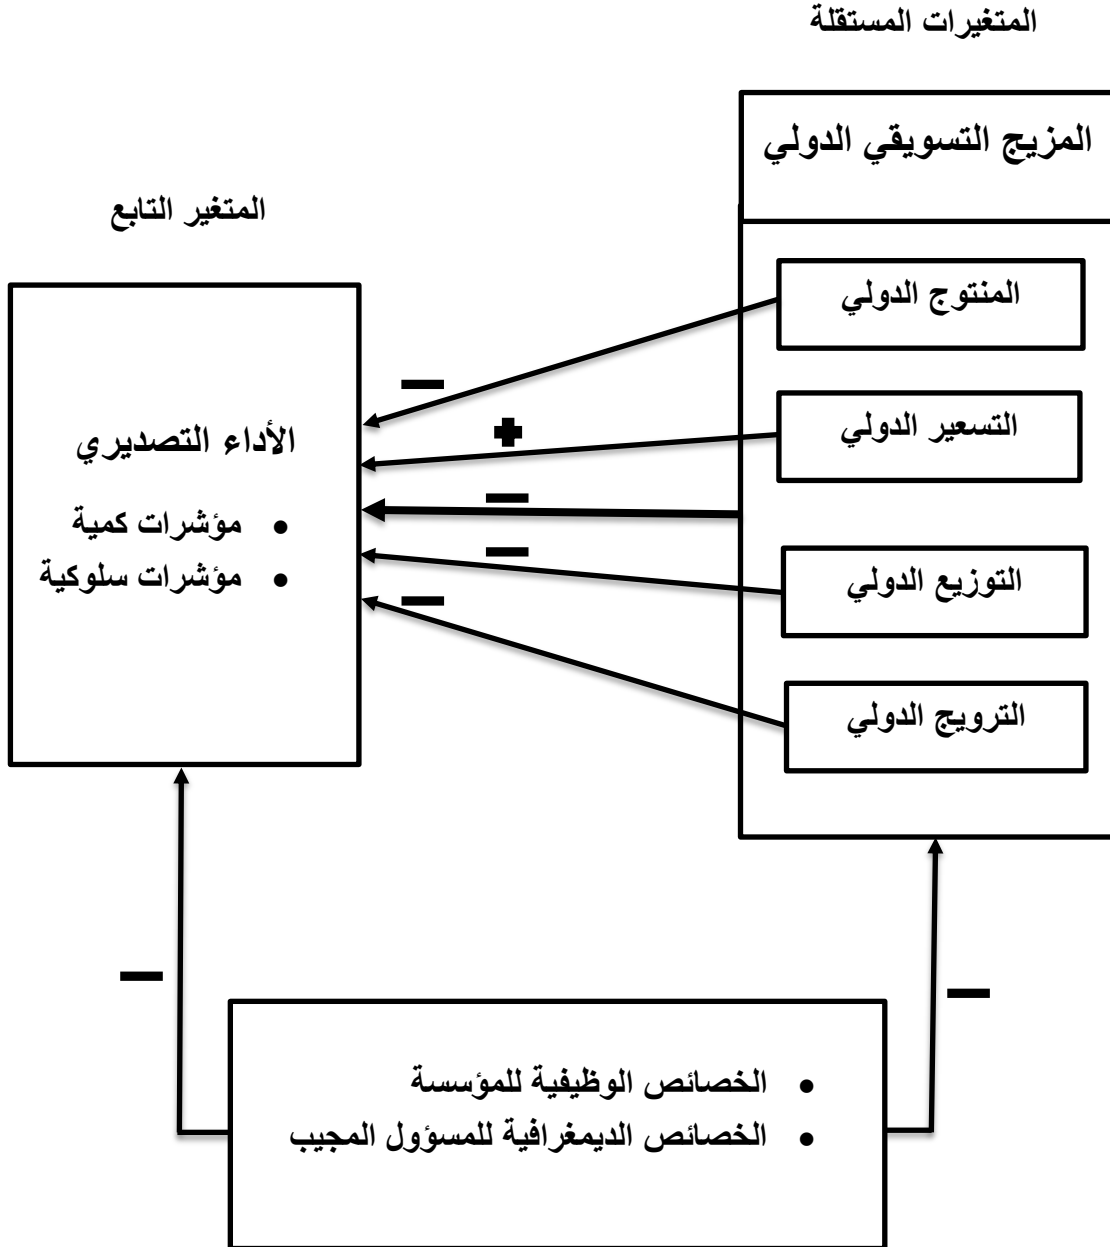 المتغيرات المستقلة
المزيج التسويقي الدولي
المنتوج الدولي
التسعير الدولي
التوزيع الدولي
الترويج الدولي
المتغير التابع
الأداء التصديري
• مؤشرات كمية
• مؤشرات سلوكية
−
+
−
−
−
−
−
• الخصائص الوظيفية للمؤسسة
• الخصائص الديمغرافية للمسؤول المجيب